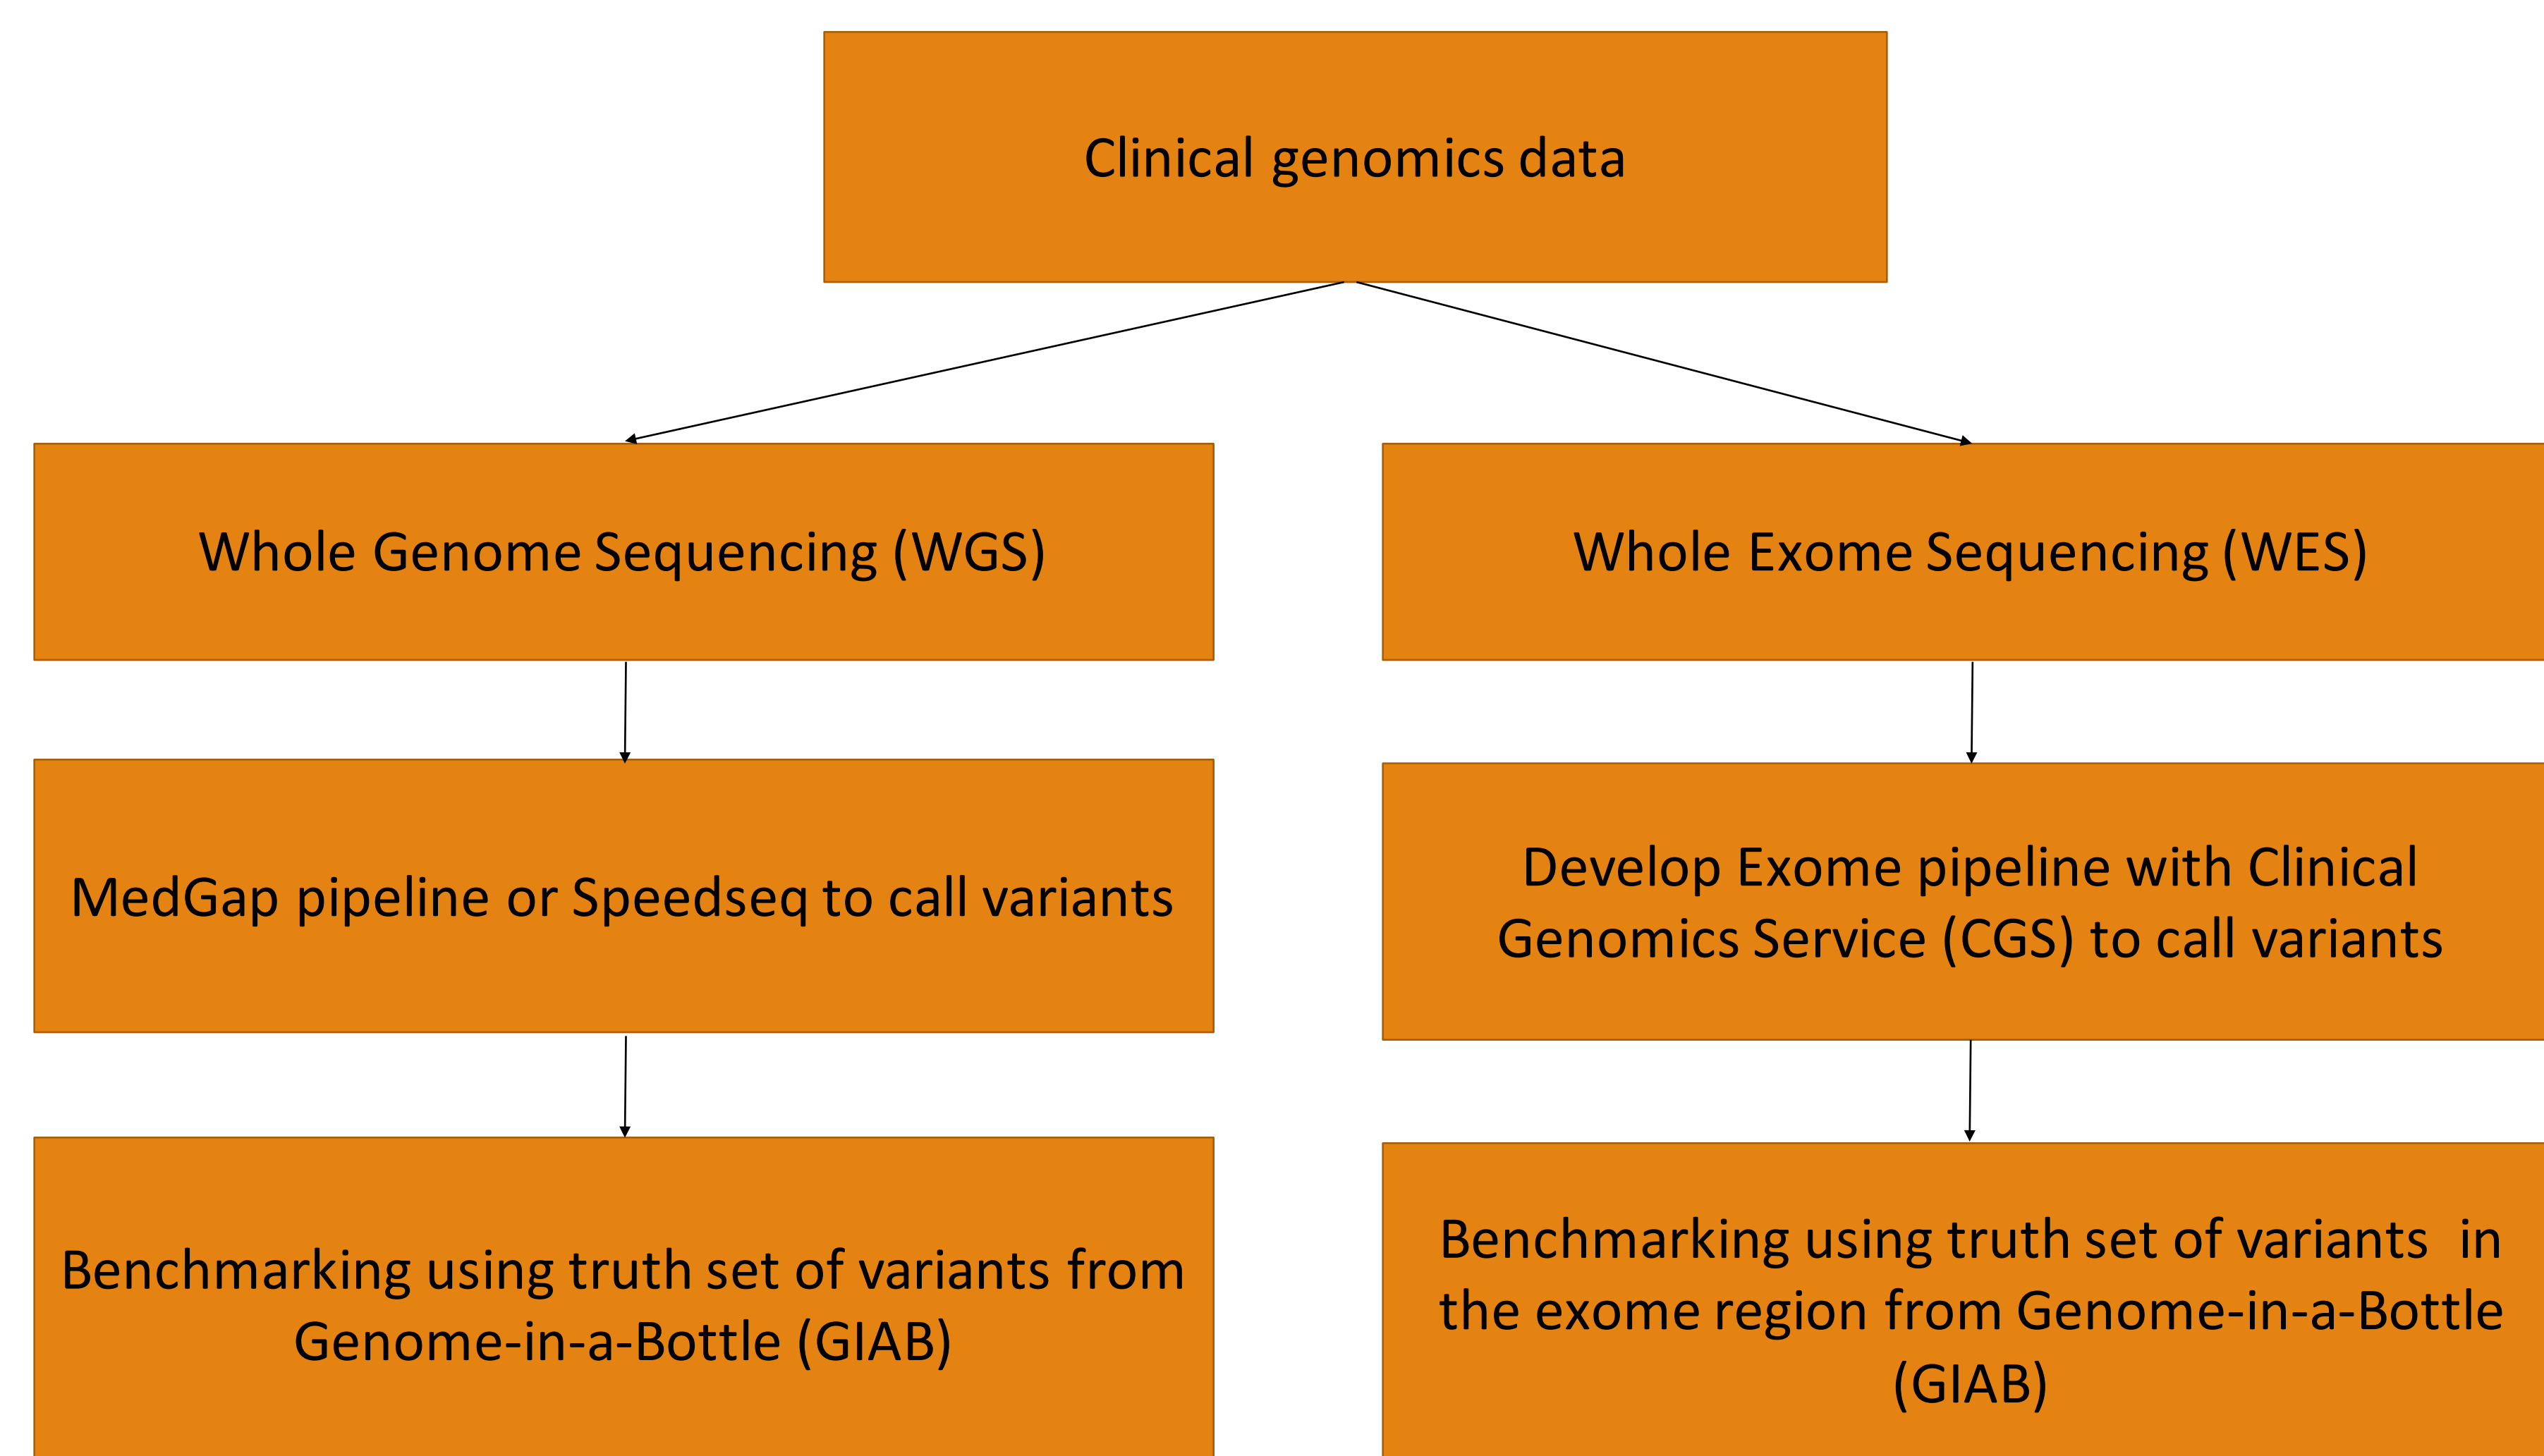 Clinical genomics data
Whole Genome Sequencing (WGS)
Whole Exome Sequencing (WES)
MedGap pipeline or Speedseq to call variants
Develop Exome pipeline with Clinical
Genomics Service (CGS) to call variants
Benchmarking using truth set of variants from
Genome-in-a-Bottle (GIAB)
Benchmarking using truth set of variants  in
the exome region from Genome-in-a-Bottle
(GIAB)